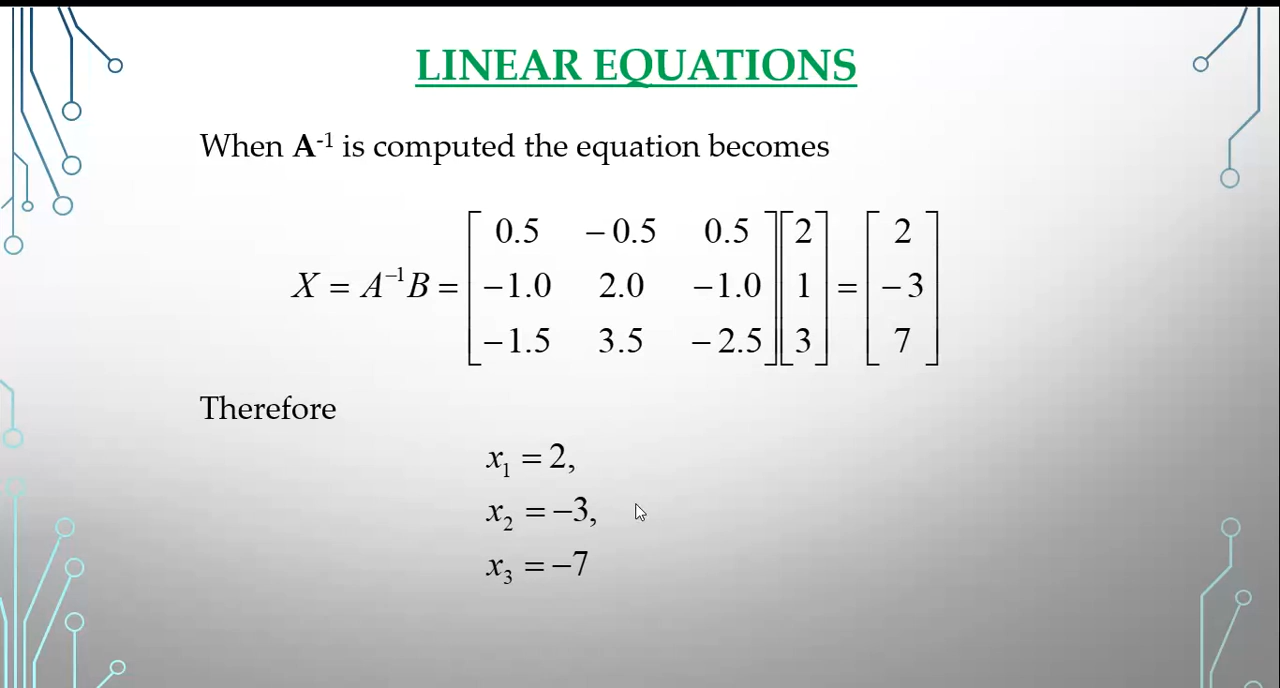 LINEAR EQUATIONS
When A⁻¹ is computed the equation becomes
X = A⁻¹B = [0.5 −0.5 0.5; −1.0 2.0 −1.0; −1.5 3.5 −2.5] [2; 1; 3] = [2; −3; 7]
Therefore
x₁ = 2,
x₂ = −3,
x₃ = −7